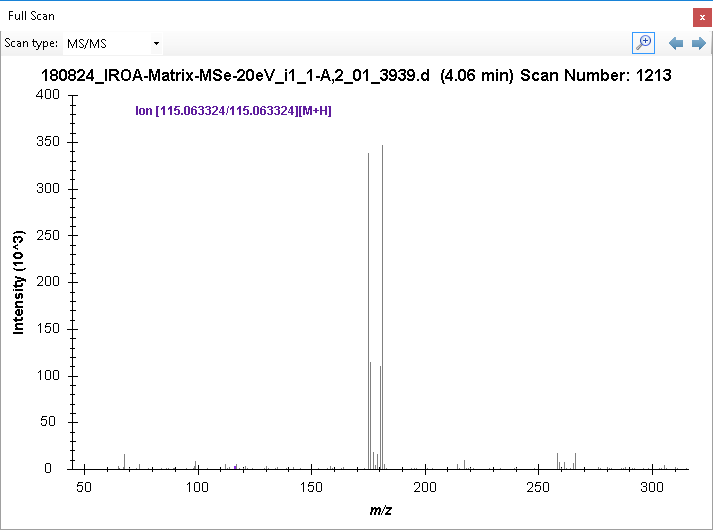 Full Scan
x
Scan type: MS/MS
180824_IROA-Matrix-MSe-20eV_i1_1-A,2_01_3939.d (4.06 min) Scan Number: 1213
Ion [115.063324/115.063324][M+H]
400
350
300
250
200
150
100
50
0
Intensity (10^3)
50 100 150 200 250 300
m/z